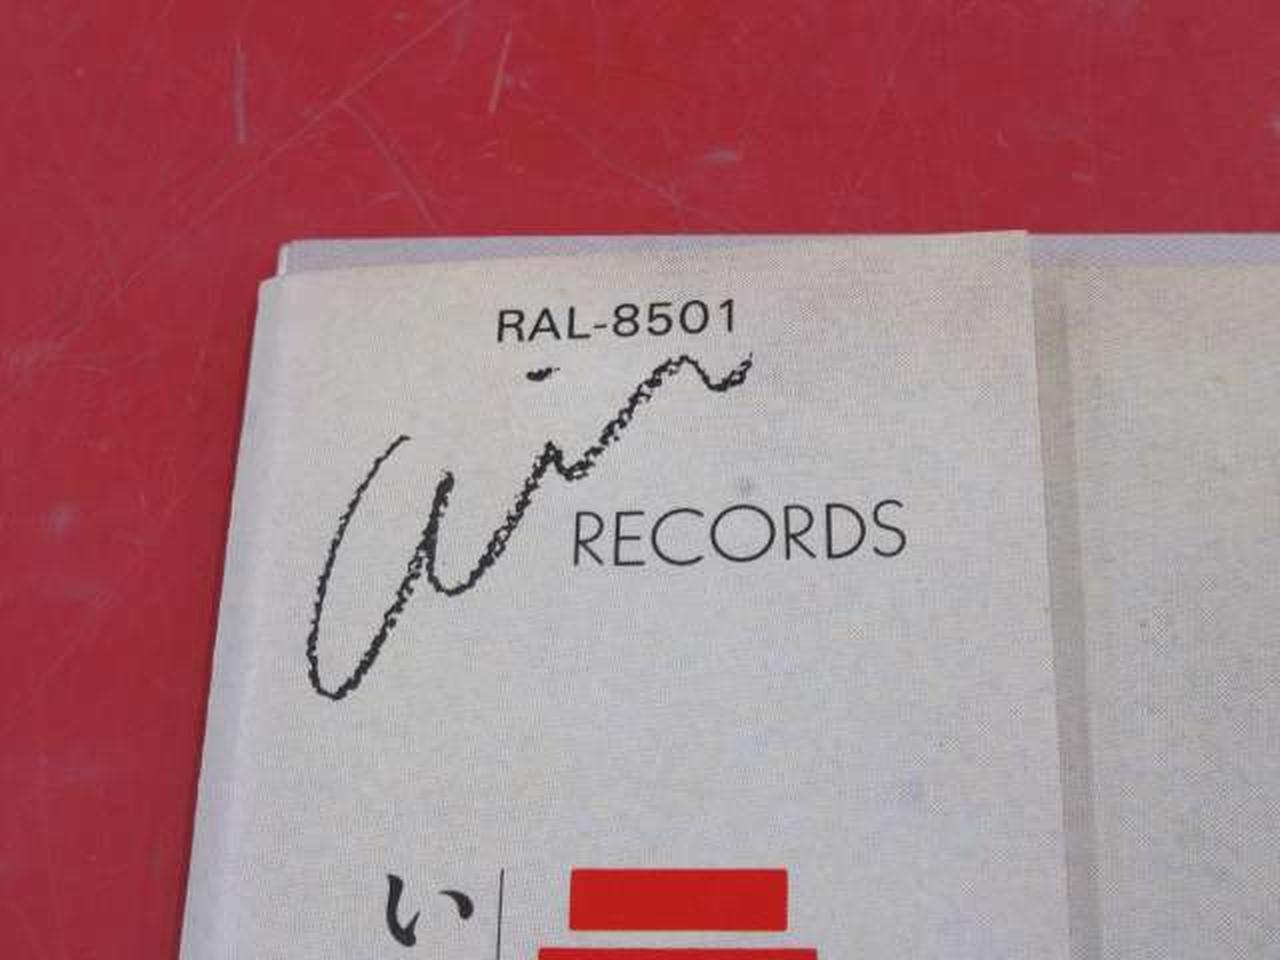 RAL-8501
air
RECORDS
い